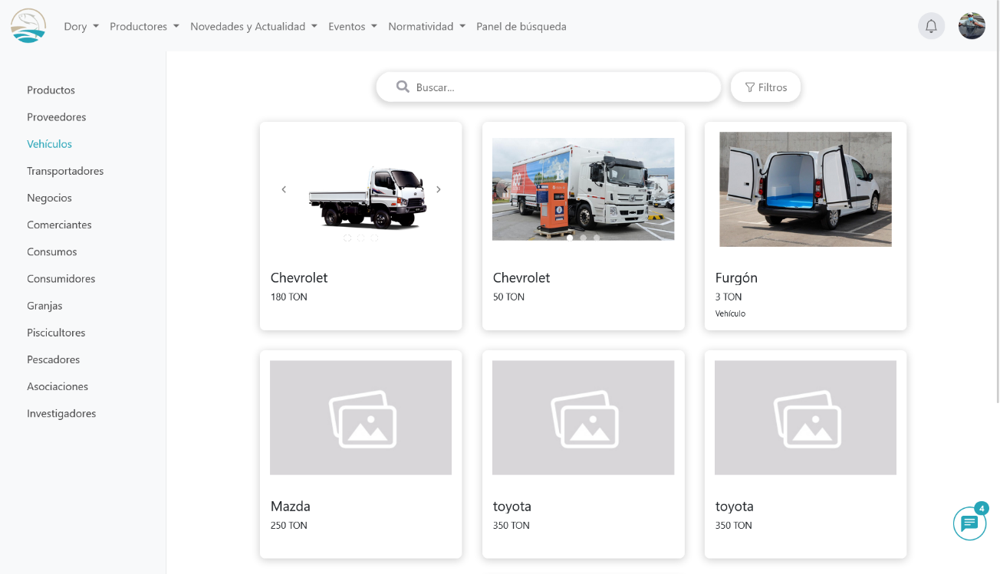 Dory Productores Novedades y Actualidad Eventos Normatividad Panel de búsqueda
Productos
Proveedores
Vehículos
Transportadores
Negocios
Comerciantes
Consumos
Consumidores
Granjas
Piscicultores
Pescadores
Asociaciones
Investigadores
Buscar...
Filtros
Chevrolet
180 TON
Chevrolet
50 TON
Furgón
3 TON
Vehículo
Mazda
250 TON
toyota
350 TON
toyota
350 TON
4